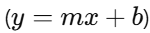 (y = mx + b)